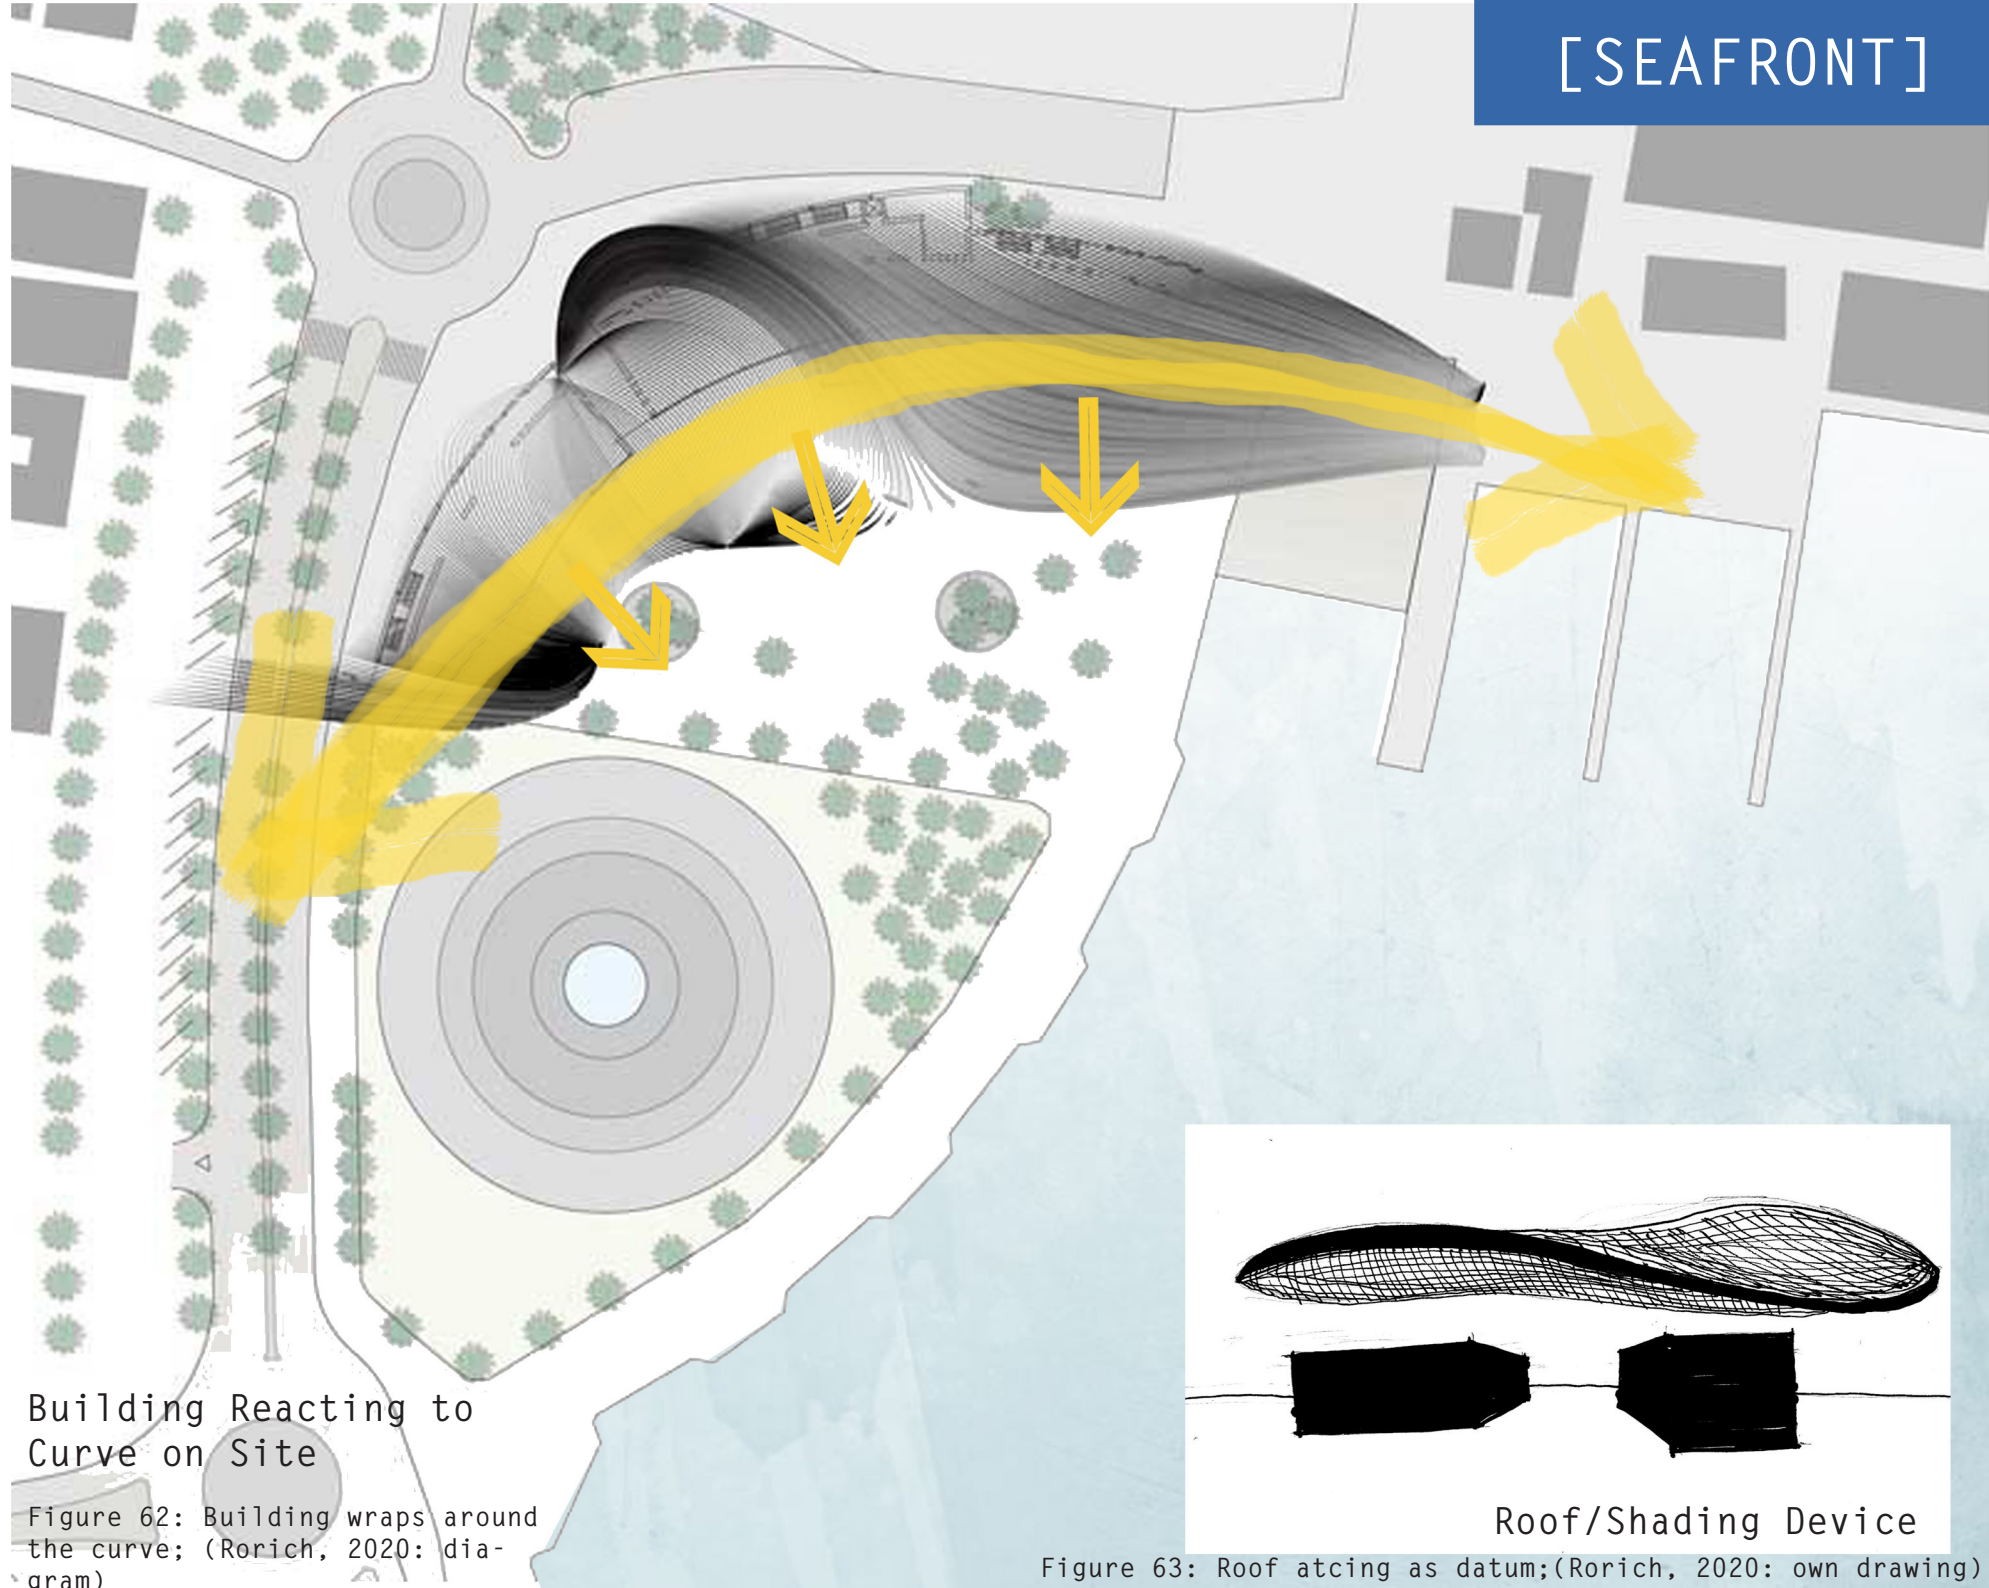 [SEAFRONT]
Building Reacting to
Curve on Site
Figure 62: Building wraps around
the curve; (Rorich, 2020: dia-
gram)
Roof/Shading Device
Figure 63: Roof atcing as datum;(Rorich, 2020: own drawing)